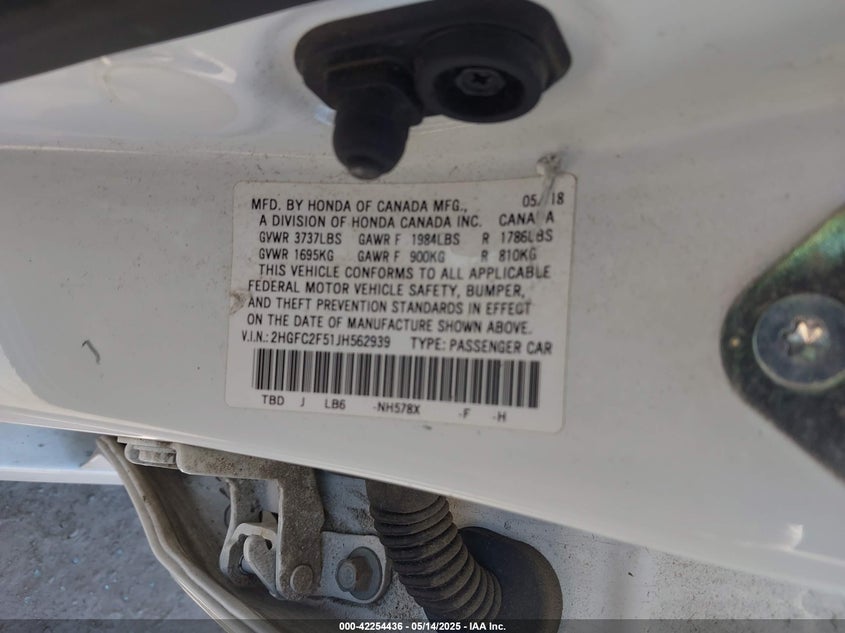 MFD. BY HONDA OF CANADA MFG., 05/18
A DIVISION OF HONDA CANADA INC. CANADA
GVWR 3737LBS GAWR F 1984LBS R 1786LBS
GVWR 1695KG GAWR F 900KG R 810KG
THIS VEHICLE CONFORMS TO ALL APPLICABLE
FEDERAL MOTOR VEHICLE SAFETY, BUMPER,
AND THEFT PREVENTION STANDARDS IN EFFECT
ON THE DATE OF MANUFACTURE SHOWN ABOVE.
V.I.N.: 2HGFC2F51JH562939 TYPE: PASSENGER CAR
TBD J LB6 -NH578X -F -H
000-42254436 - 05/14/2025 - IAA Inc.